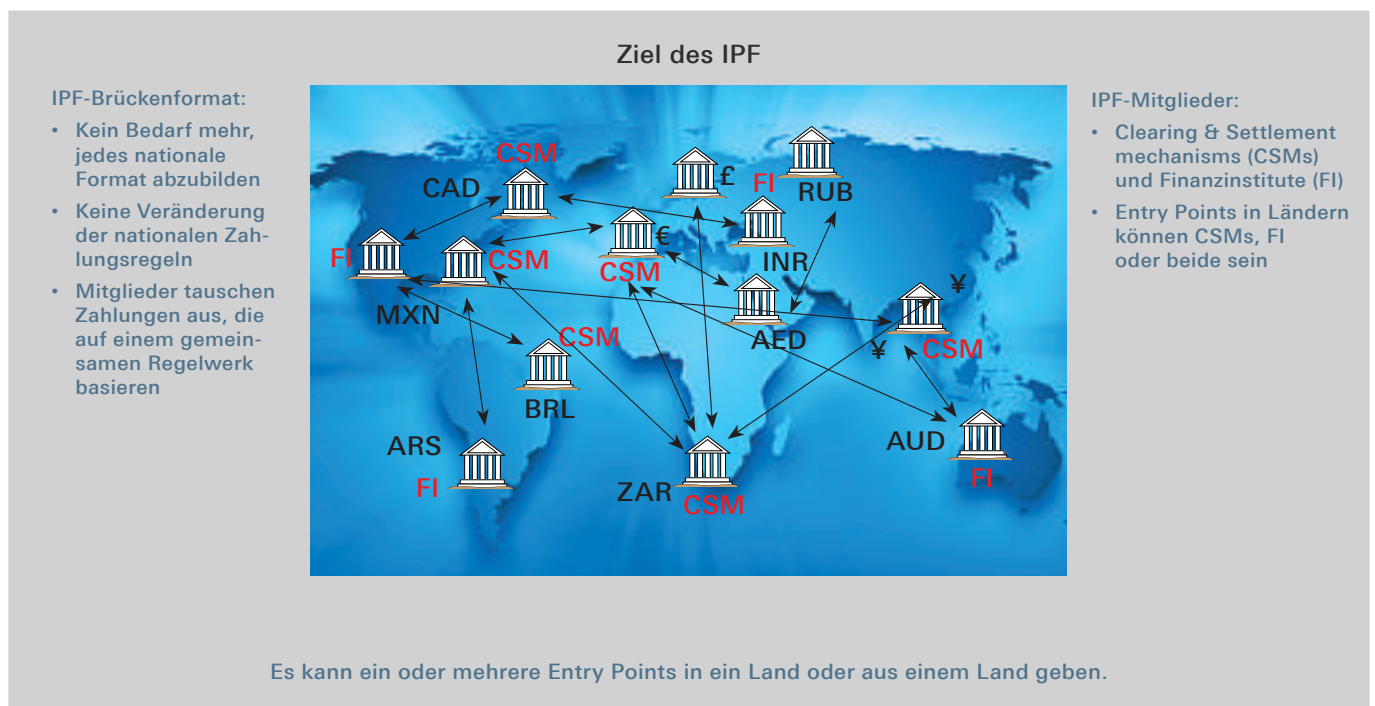 Ziel des IPF
IPF-Brückenformat:
• Kein Bedarf mehr,
jedes nationale
Format abzubilden
• Keine Veränderung
der nationalen Zah-
lungsregeln
• Mitglieder tauschen
Zahlungen aus, die
auf einem gemein-
samen Regelwerk
basieren
CSM
CAD
£
FI
RUB
FI
CSM
€
CSM
INR
MXN
AED
¥
¥
CSM
CSM
BRL
ARS
FI
ZAR
CSM
AUD
FI
IPF-Mitglieder:
• Clearing & Settlement
mechanisms (CSMs)
und Finanzinstitute (FI)
• Entry Points in Ländern
können CSMs, FI
oder beide sein
Es kann ein oder mehrere Entry Points in ein Land oder aus einem Land geben.